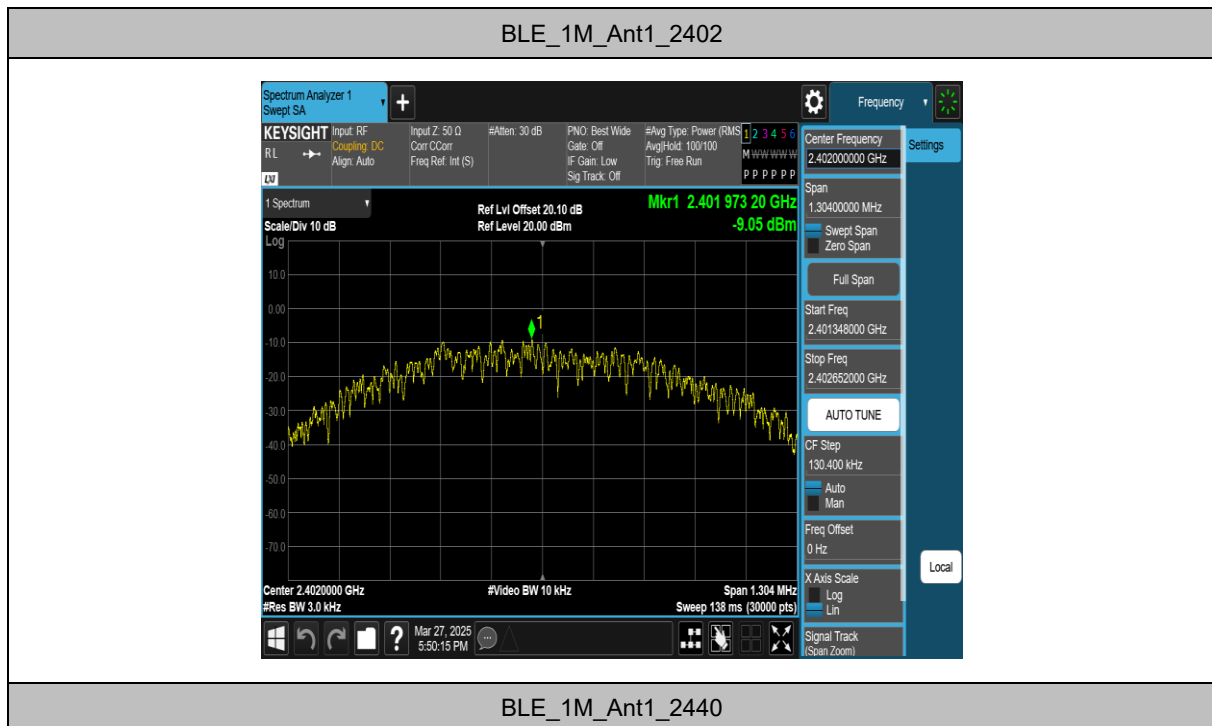 BLE_1M_Ant1_2402
Spectrum Analyzer 1
Swept SA
Frequency
KEYSIGHT
RL
LXI
Input: RF
Coupling: DC
Align: Auto
Input Z: 50 Ω
Corr CCorr
Freq Ref: Int (S)
#Atten: 30 dB
PNO: Best Wide
Gate: Off
IF Gain: Low
Sig Track: Off
#Avg Type: Power (RMS
Avg|Hold: 100/100
Trig: Free Run
1 2 3 4 5 6
M W W W W W
P P P P P P
1 Spectrum
Scale/Div 10 dB
Ref Lvl Offset 20.10 dB
Ref Level 20.00 dBm
Mkr1 2.401 973 20 GHz
-9.05 dBm
Log
10.0
0.00
-10.0
-20.0
-30.0
-40.0
-50.0
-60.0
-70.0
1
Center 2.4020000 GHz
#Res BW 3.0 kHz
#Video BW 10 kHz
Span 1.304 MHz
Sweep 138 ms (30000 pts)
Center Frequency
2.402000000 GHz
Settings
Span
1.30400000 MHz
Swept Span
Zero Span
Full Span
Start Freq
2.401348000 GHz
Stop Freq
2.402652000 GHz
AUTO TUNE
CF Step
130.400 kHz
Auto
Man
Freq Offset
0 Hz
X Axis Scale
Log
Lin
Local
Signal Track
(Span Zoom)
Mar 27, 2025
5:50:15 PM
BLE_1M_Ant1_2440